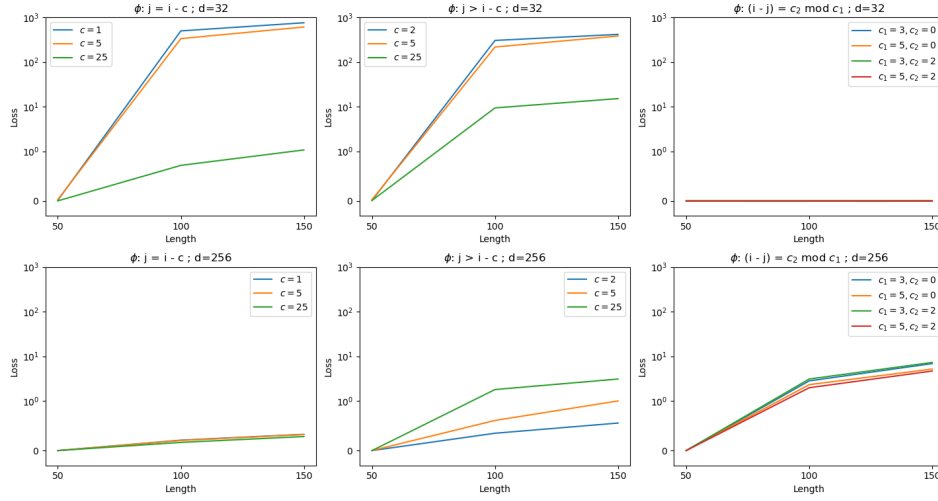 ϕ: j = i - c ; d=32
10³
10²
10¹
10⁰
0
Loss
50 100 150
Length
c = 1
c = 5
c = 25
ϕ: j > i - c ; d=32
10³
10²
10¹
10⁰
0
Loss
50 100 150
Length
c = 2
c = 5
c = 25
ϕ: (i - j) = c₂ mod c₁ ; d=32
10³
10²
10¹
10⁰
0
Loss
50 100 150
Length
c₁ = 3, c₂ = 0
c₁ = 5, c₂ = 0
c₁ = 3, c₂ = 2
c₁ = 5, c₂ = 2
ϕ: j = i - c ; d=256
10³
10¹
10⁰
0
Loss
50 100 150
Length
c = 1
c = 5
c = 25
ϕ: j > i - c ; d=256
10³
10¹
10⁰
0
Loss
50 100 150
Length
c = 2
c = 5
c = 25
ϕ: (i - j) = c₂ mod c₁ ; d=256
10³
10¹
10⁰
0
Loss
50 100 150
Length
c₁ = 3, c₂ = 0
c₁ = 5, c₂ = 0
c₁ = 3, c₂ = 2
c₁ = 5, c₂ = 2